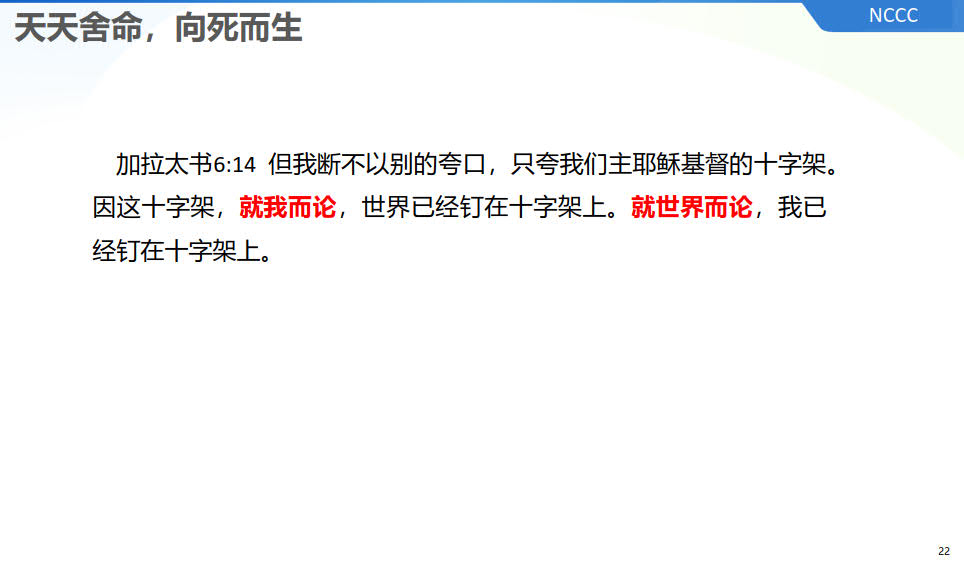 天天舍命，向死而生
NCCC
加拉太书6:14 但我断不以别的夸口，只夸我们主耶稣基督的十字架。
因这十字架，就我而论，世界已经钉在十字架上。就世界而论，我已
经钉在十字架上。
22